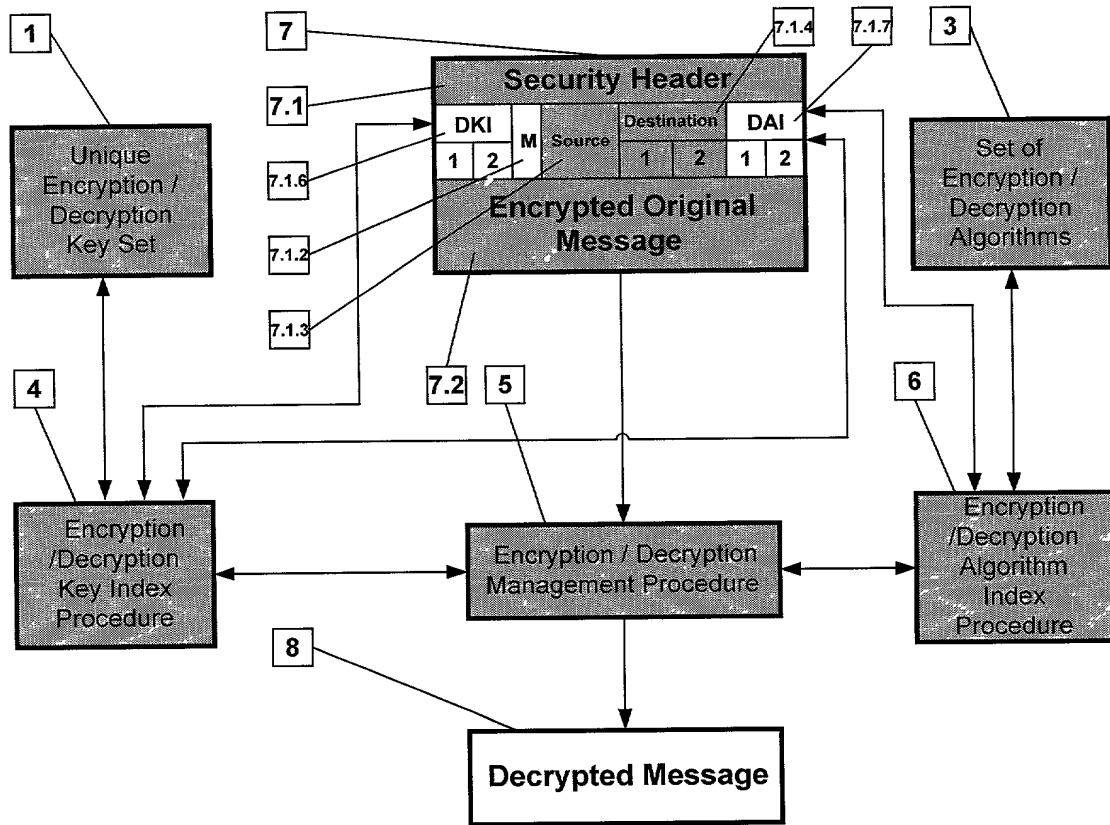 1
7
7.1.4
7.1.7
3
Security Header
7.1
DKI
M
Source
Destination
DAI
1
2
1
2
1
2
Unique
Encryption /
Decryption
Key Set
7.1.6
7.1.2
7.1.3
Encrypted Original
Message
Set of
Encryption /
Decryption
Algorithms
4
7.2
5
6
Encryption
/Decryption
Key Index
Procedure
Encryption / Decryption
Management Procedure
Encryption
/Decryption
Algorithm
Index
Procedure
8
Decrypted Message